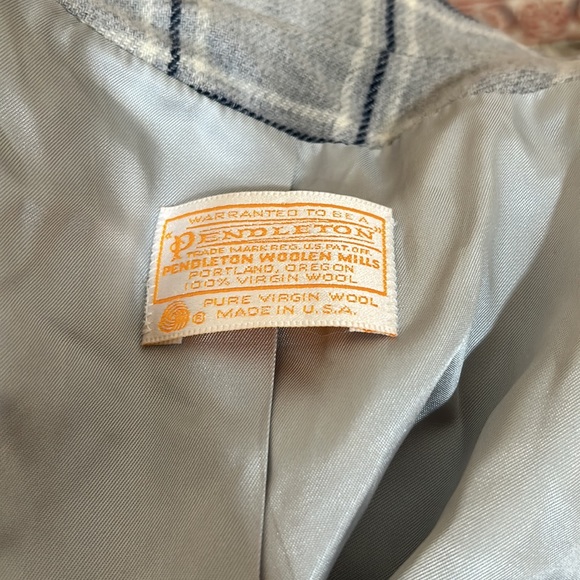 WARRANTED TO BE A
"PENDLETON"
TRADE MARK REG. U.S. PAT. OFF.
PENDLETON WOOLEN MILLS
PORTLAND, OREGON
100% VIRGIN WOOL
® PURE VIRGIN WOOL
MADE IN U.S.A.